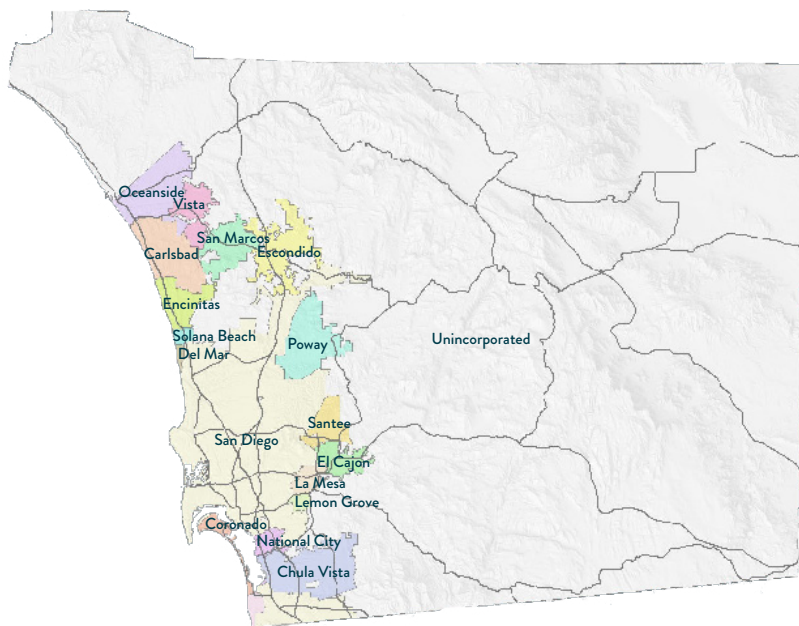 Oceanside
Vista
San Marcos
Carlsbad
Escondido
Encinitas
Solana Beach
Del Mar
Poway
Unincorporated
Santee
San Diego
El Cajon
La Mesa
Lemon Grove
Coronado
National City
Chula Vista